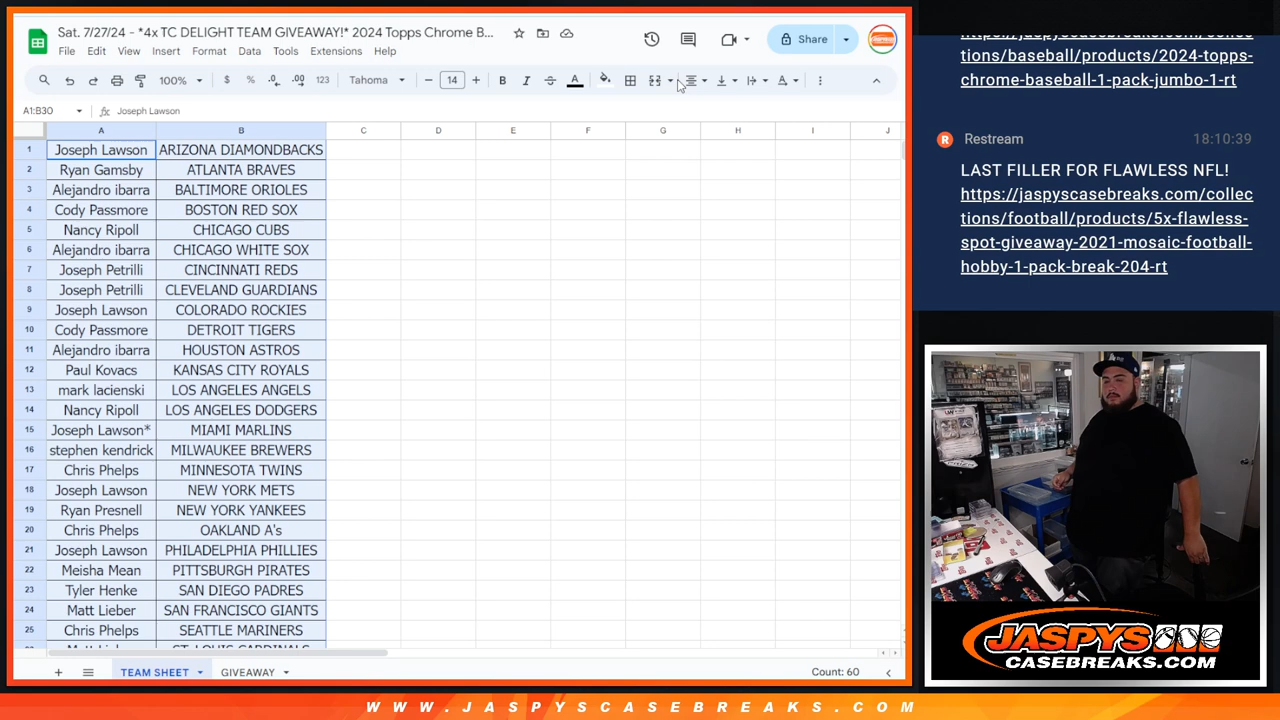 Sat. 7/27/24 - *4x TC DELIGHT TEAM GIVEAWAY!* 2024 Topps Chrome B...
File Edit View Insert Format Data Tools Extensions Help
Share
100% $ % .0 .00 123 Tahoma 14 B I A
A1:B30 fx Joseph Lawson
A B C D E F G H I J
1 Joseph Lawson ARIZONA DIAMONDBACKS
2 Ryan Gamsby ATLANTA BRAVES
3 Alejandro ibarra BALTIMORE ORIOLES
4 Cody Passmore BOSTON RED SOX
5 Nancy Ripoll CHICAGO CUBS
6 Alejandro ibarra CHICAGO WHITE SOX
7 Joseph Petrilli CINCINNATI REDS
8 Joseph Petrilli CLEVELAND GUARDIANS
9 Joseph Lawson COLORADO ROCKIES
10 Cody Passmore DETROIT TIGERS
11 Alejandro ibarra HOUSTON ASTROS
12 Paul Kovacs KANSAS CITY ROYALS
13 mark lacienski LOS ANGELES ANGELS
14 Nancy Ripoll LOS ANGELES DODGERS
15 Joseph Lawson* MIAMI MARLINS
16 stephen kendrick MILWAUKEE BREWERS
17 Chris Phelps MINNESOTA TWINS
18 Joseph Lawson NEW YORK METS
19 Ryan Presnell NEW YORK YANKEES
20 Chris Phelps OAKLAND A's
21 Joseph Lawson PHILADELPHIA PHILLIES
22 Meisha Mean PITTSBURGH PIRATES
23 Tyler Henke SAN DIEGO PADRES
24 Matt Lieber SAN FRANCISCO GIANTS
25 Chris Phelps SEATTLE MARINERS
TEAM SHEET GIVEAWAY Count: 60
tions/baseball/products/2024-topps-
chrome-baseball-1-pack-jumbo-1-rt
Restream 18:10:39
LAST FILLER FOR FLAWLESS NFL!
https://jaspyscasebreaks.com/collec
tions/football/products/5x-flawless-
spot-giveaway-2021-mosaic-football-
hobby-1-pack-break-204-rt
JASPYS
CASEBREAKS.COM
WWW.JASPYSCASEBREAKS.COM